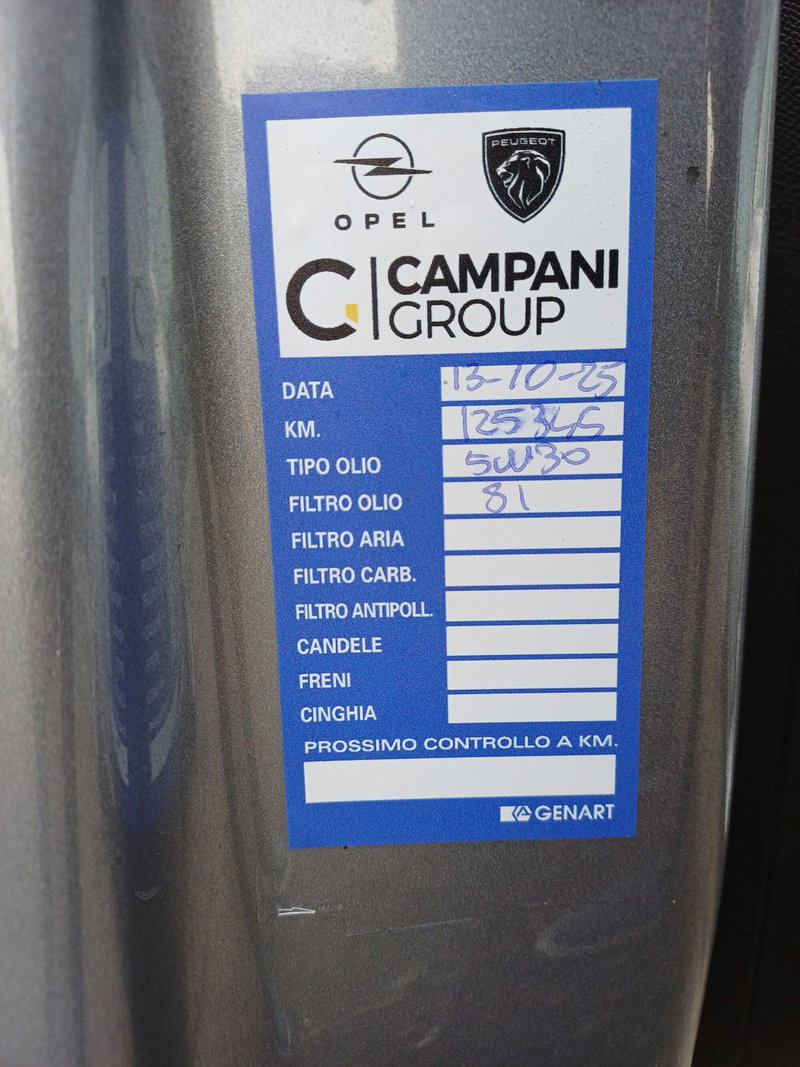 OPEL
PEUGEOT
CAMPANI
GROUP
DATA 13-10-25
KM. 125345
TIPO OLIO 5W30
FILTRO OLIO SI
FILTRO ARIA
FILTRO CARB.
FILTRO ANTIPOLL.
CANDELE
FRENI
CINGHIA
PROSSIMO CONTROLLO A KM.
GENART